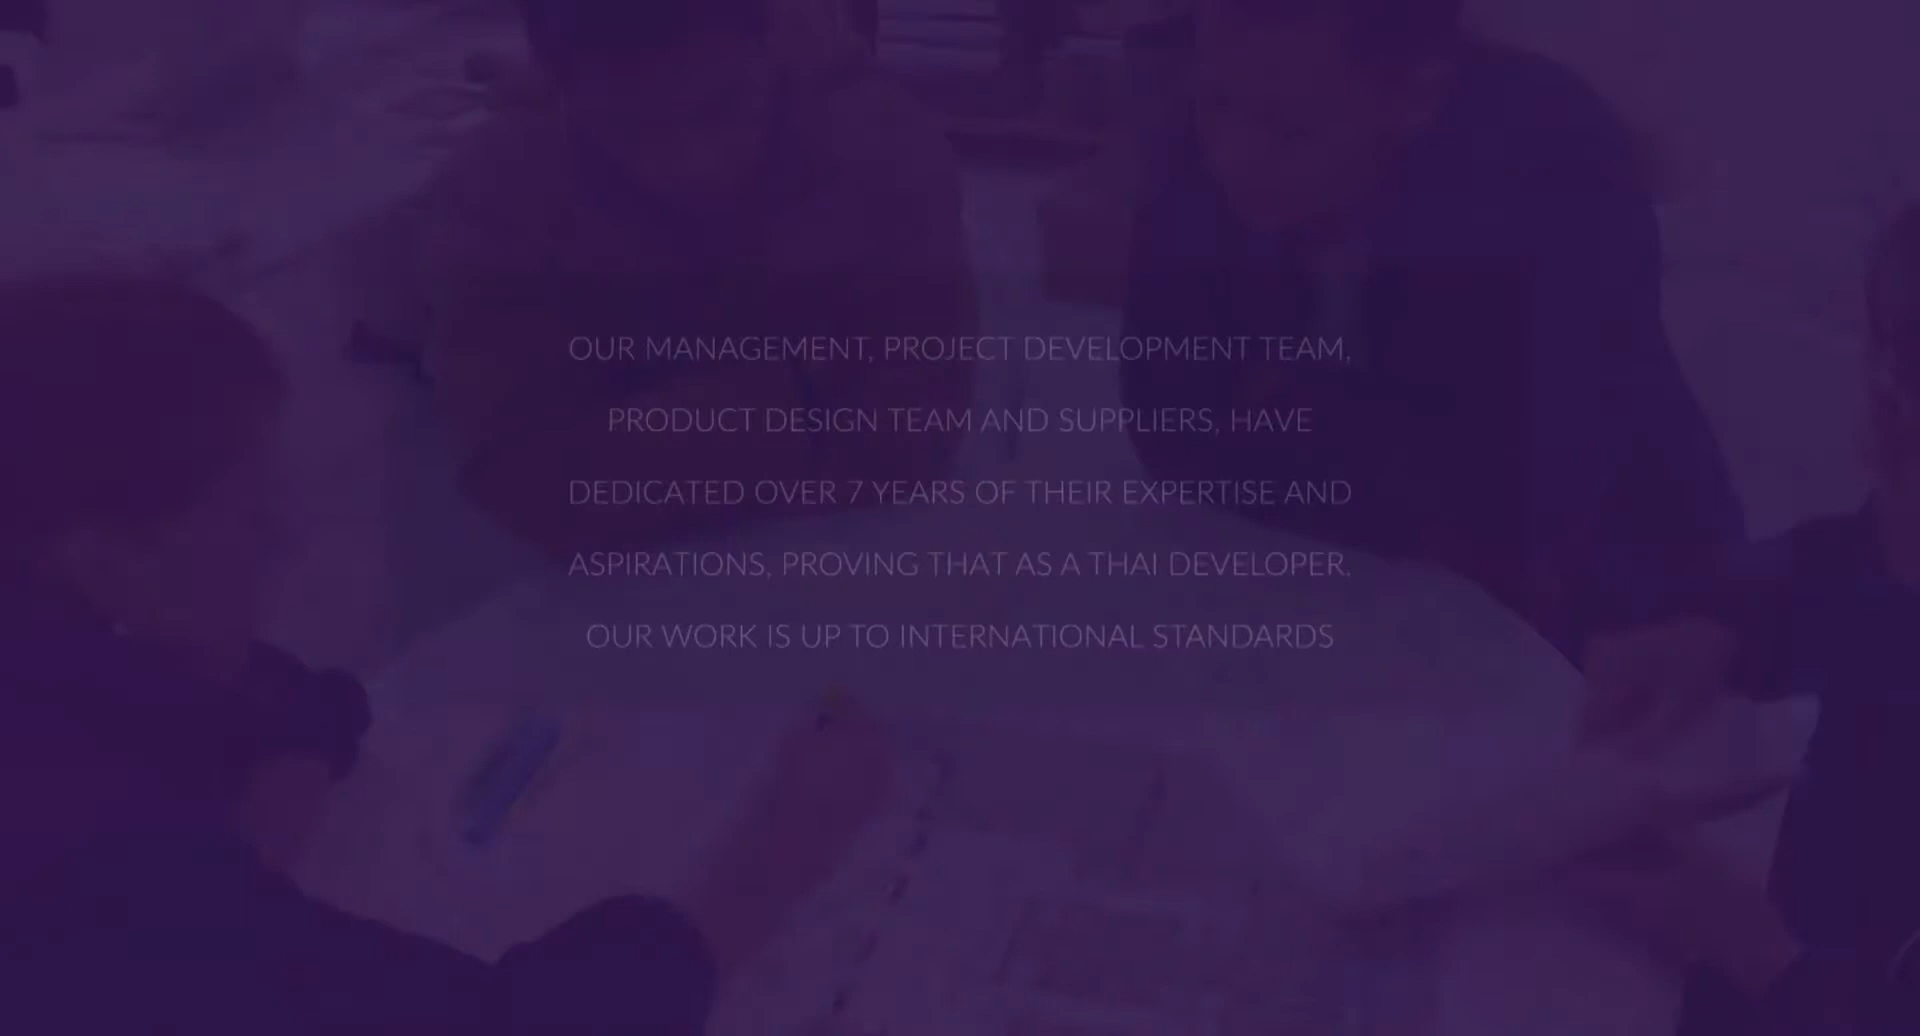 OUR MANAGEMENT, PROJECT DEVELOPMENT TEAM,
PRODUCT DESIGN TEAM AND SUPPLIERS, HAVE
DEDICATED OVER 7 YEARS OF THEIR EXPERTISE AND
ASPIRATIONS, PROVING THAT AS A THAI DEVELOPER.
OUR WORK IS UP TO INTERNATIONAL STANDARDS